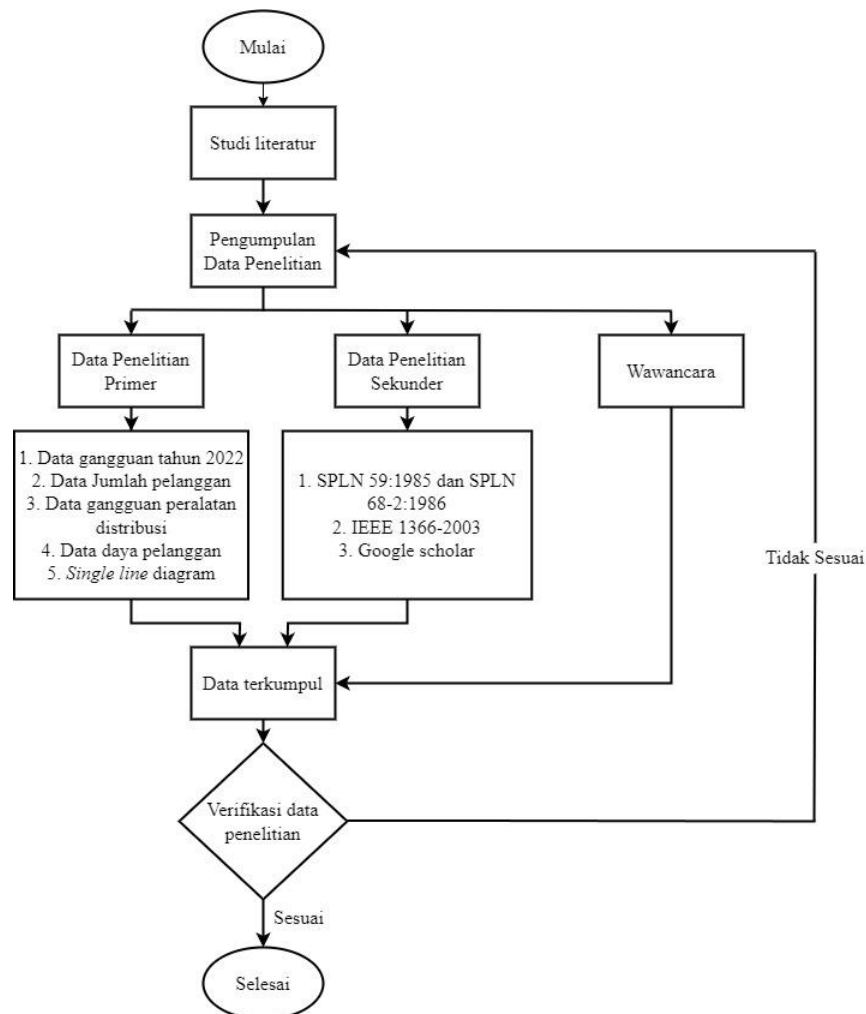 Mulai
Studi literatur
Pengumpulan
Data Penelitian
Data Penelitian
Primer
Data Penelitian
Sekunder
Wawancara
1. Data gangguan tahun 2022
2. Data Jumlah pelanggan
3. Data gangguan peralatan
distribusi
4. Data daya pelanggan
5. Single line diagram
1. SPLN 59:1985 dan SPLN
68-2:1986
2. IEEE 1366-2003
3. Google scholar
Tidak Sesuai
Data terkumpul
Verifikasi data
penelitian
Sesuai
Selesai